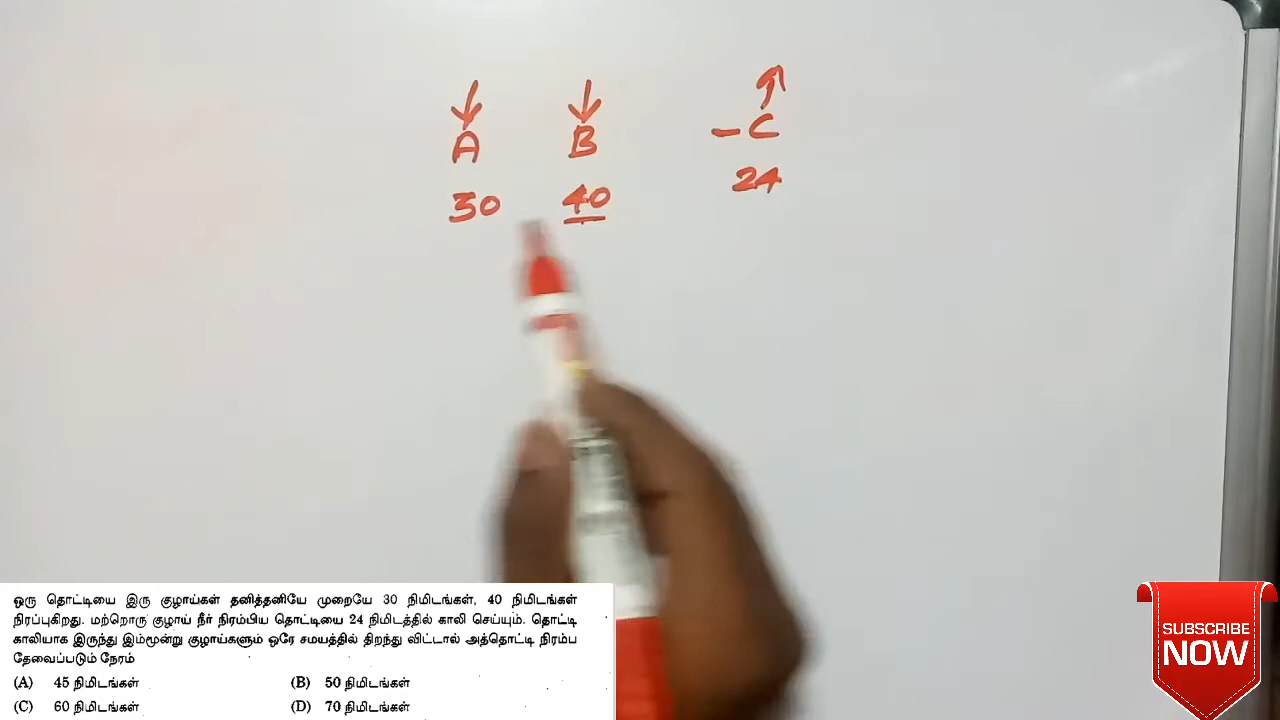 A B - C
30 40 24
ஒரு தொட்டியை இரு குழாய்கள் தனித்தனியே முறையே 30 நிமிடங்கள், 40 நிமிடங்கள்
நிரப்புகிறது. மற்றொரு குழாய் நீர் நிரம்பிய தொட்டியை 24 நிமிடத்தில் காலி செய்யும். தொட்டி
காலியாக இருந்து இம்மூன்று குழாய்களும் ஒரே சமயத்தில் திறந்து விட்டால் அத்தொட்டி நிரம்ப
தேவைப்படும் நேரம்
(A) 45 நிமிடங்கள் (B) 50 நிமிடங்கள்
(C) 60 நிமிடங்கள் (D) 70 நிமிடங்கள்
SUBSCRIBE
NOW